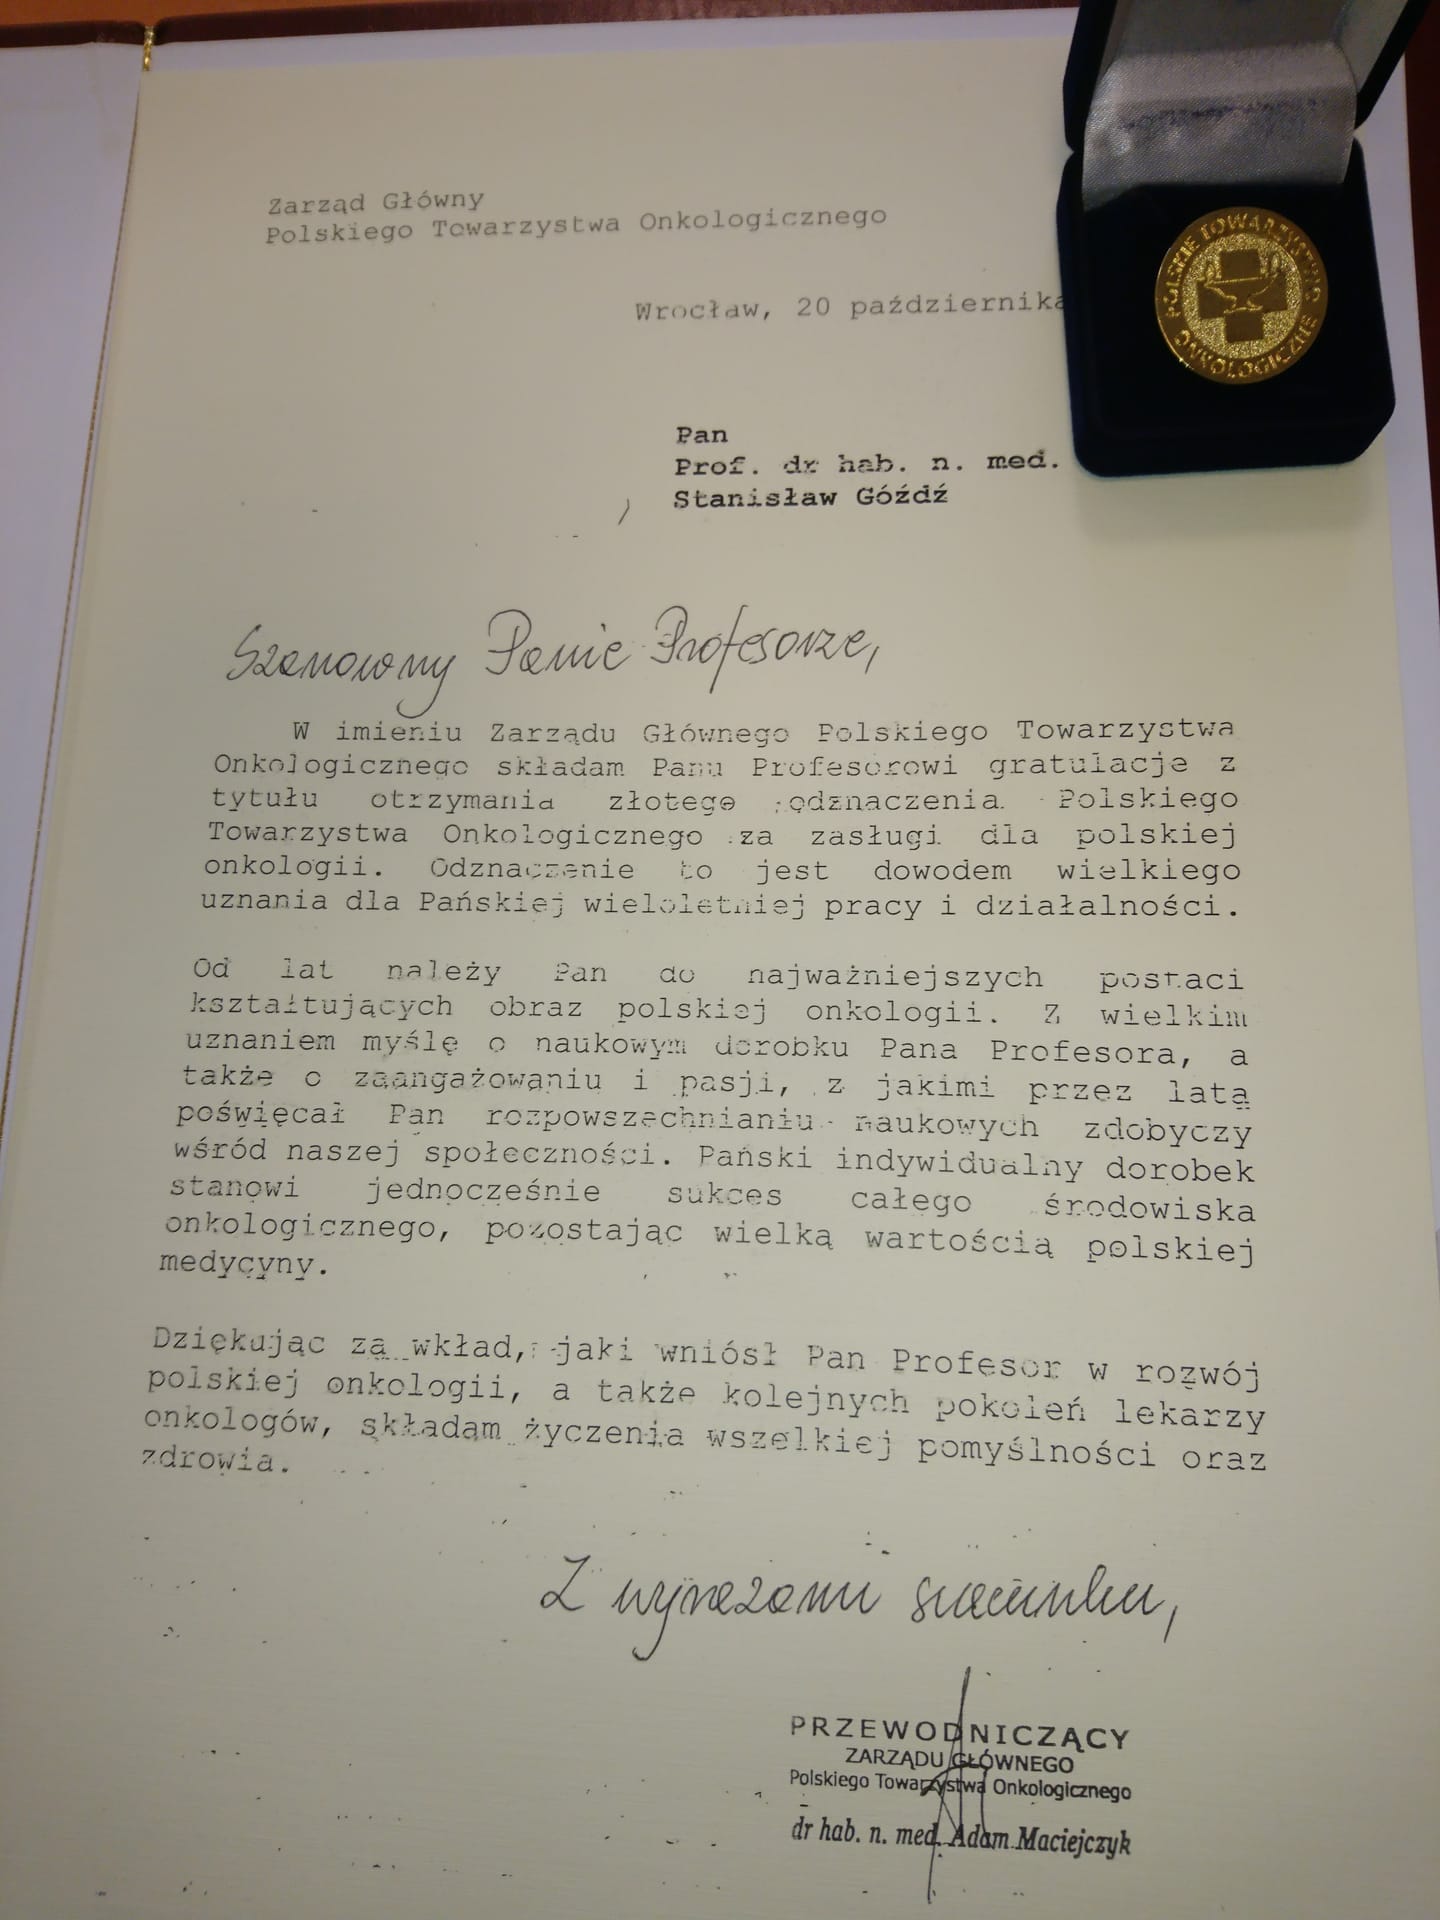 Zarząd Główny
Polskiego Towarzystwa Onkologicznego
Wrocław, 20 października
POLSKIE TOWARZYSTWO
ONKOLOGICZNE
Pan
Prof. dr hab. n. med.
Stanisław Góźdź
Szanowny Panie Profesorze,
W imieniu Zarządu Głównego Polskiego Towarzystwa
Onkologicznego składam Panu Profesorowi gratulacje z
tytułu otrzymania złotego odznaczenia Polskiego
Towarzystwa Onkologicznego za zasługi dla polskiej
onkologii. Odznaczenie to jest dowodem wielkiego
uznania dla Pańskiej wieloletniej pracy i działalności.
Od lat należy Pan do najważniejszych postaci
kształtujących obraz polskiej onkologii. Z wielkim
uznaniem myślę o naukowym dorobku Pana Profesora, a
także o zaangażowaniu i pasji, z jakimi przez lata
poświęcał Pan rozpowszechnianiu naukowych zdobyczy
wśród naszej społeczności. Pański indywidualny dorobek
stanowi jednocześnie sukces całego środowiska
onkologicznego, pozostając wielką wartością polskiej
medycyny.
Dziękując za wkład, jaki wniósł Pan Profesor w rozwój
polskiej onkologii, a także kolejnych pokoleń lekarzy
onkologów, składam życzenia wszelkiej pomyślności oraz
zdrowia.
Z wyrazami szacunku,
PRZEWODNICZĄCY
ZARZĄDU GŁÓWNEGO
Polskiego Towarzystwa Onkologicznego
dr hab. n. med. Adam Maciejczyk